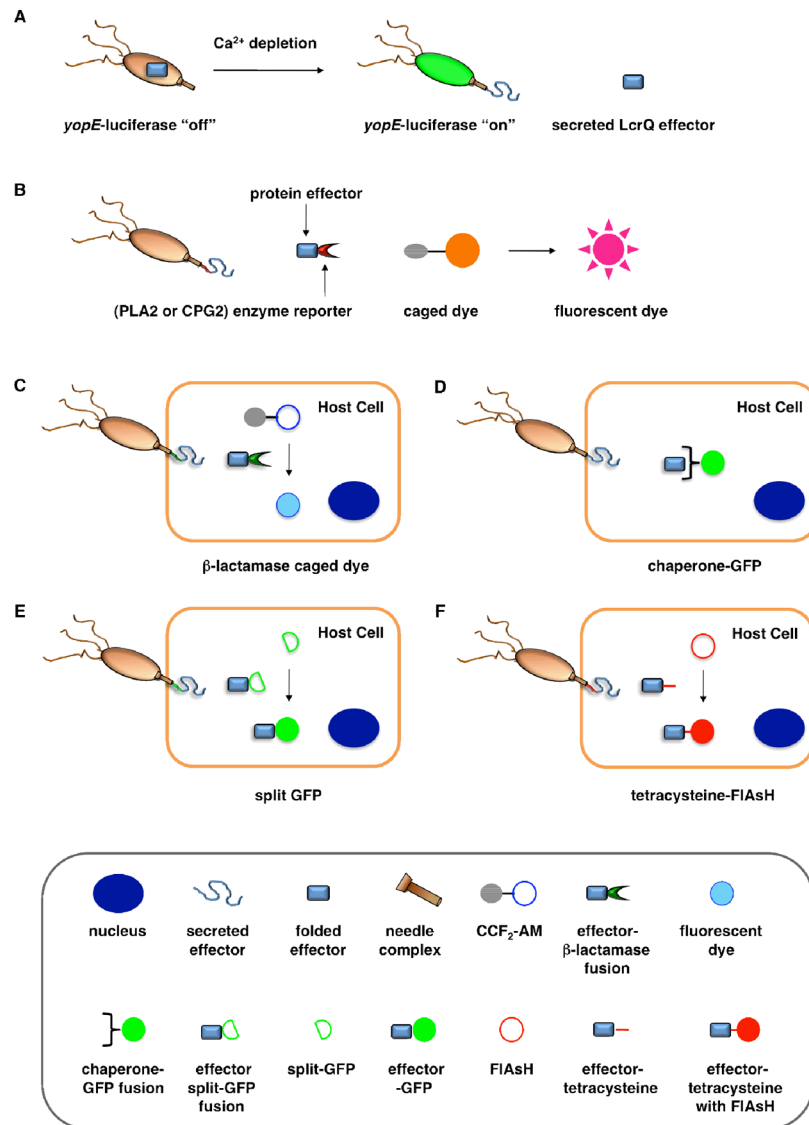 A
Ca²⁺ depletion
yopE-luciferase “off”
yopE-luciferase “on”
secreted LcrQ effector
B
protein effector
(PLA2 or CPG2) enzyme reporter
caged dye
fluorescent dye
C
Host Cell
β-lactamase caged dye
D
Host Cell
chaperone-GFP
E
Host Cell
split GFP
F
Host Cell
tetracysteine-FlAsH
nucleus
secreted
effector
folded
effector
needle
complex
CCF₂-AM
effector-
β-lactamase
fusion
fluorescent
dye
chaperone-
GFP fusion
effector
split-GFP
fusion
split-GFP
effector
-GFP
FlAsH
effector-
tetracysteine
effector-
tetracysteine
with FlAsH